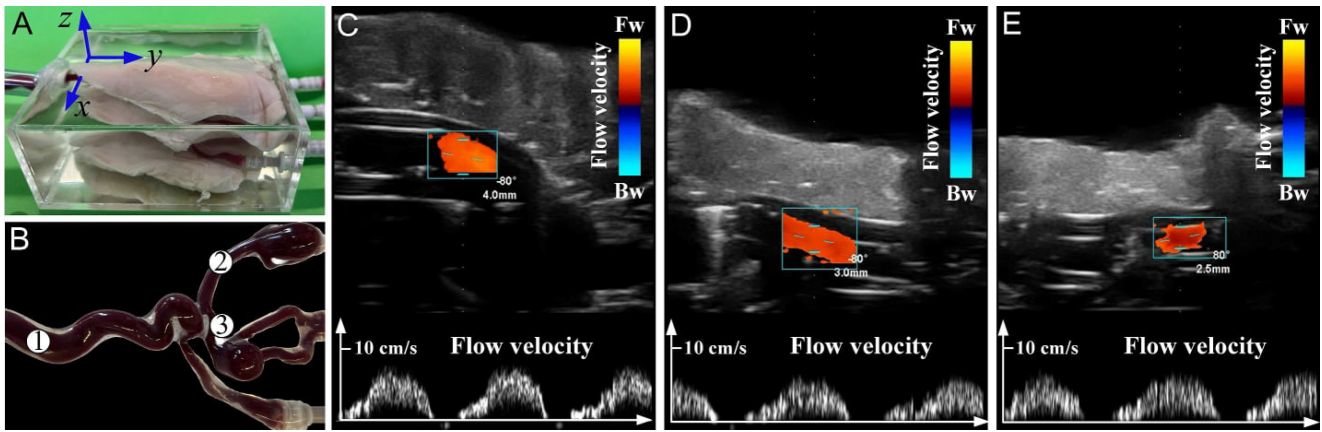 A
z
y
x
B
1
2
3
C
Fw
Flow velocity
Bw
-80°
4.0mm
10 cm/s
Flow velocity
D
Fw
Flow velocity
Bw
-80°
3.0mm
10 cm/s
Flow velocity
E
Fw
Flow velocity
Bw
80°
2.5mm
10 cm/s
Flow velocity